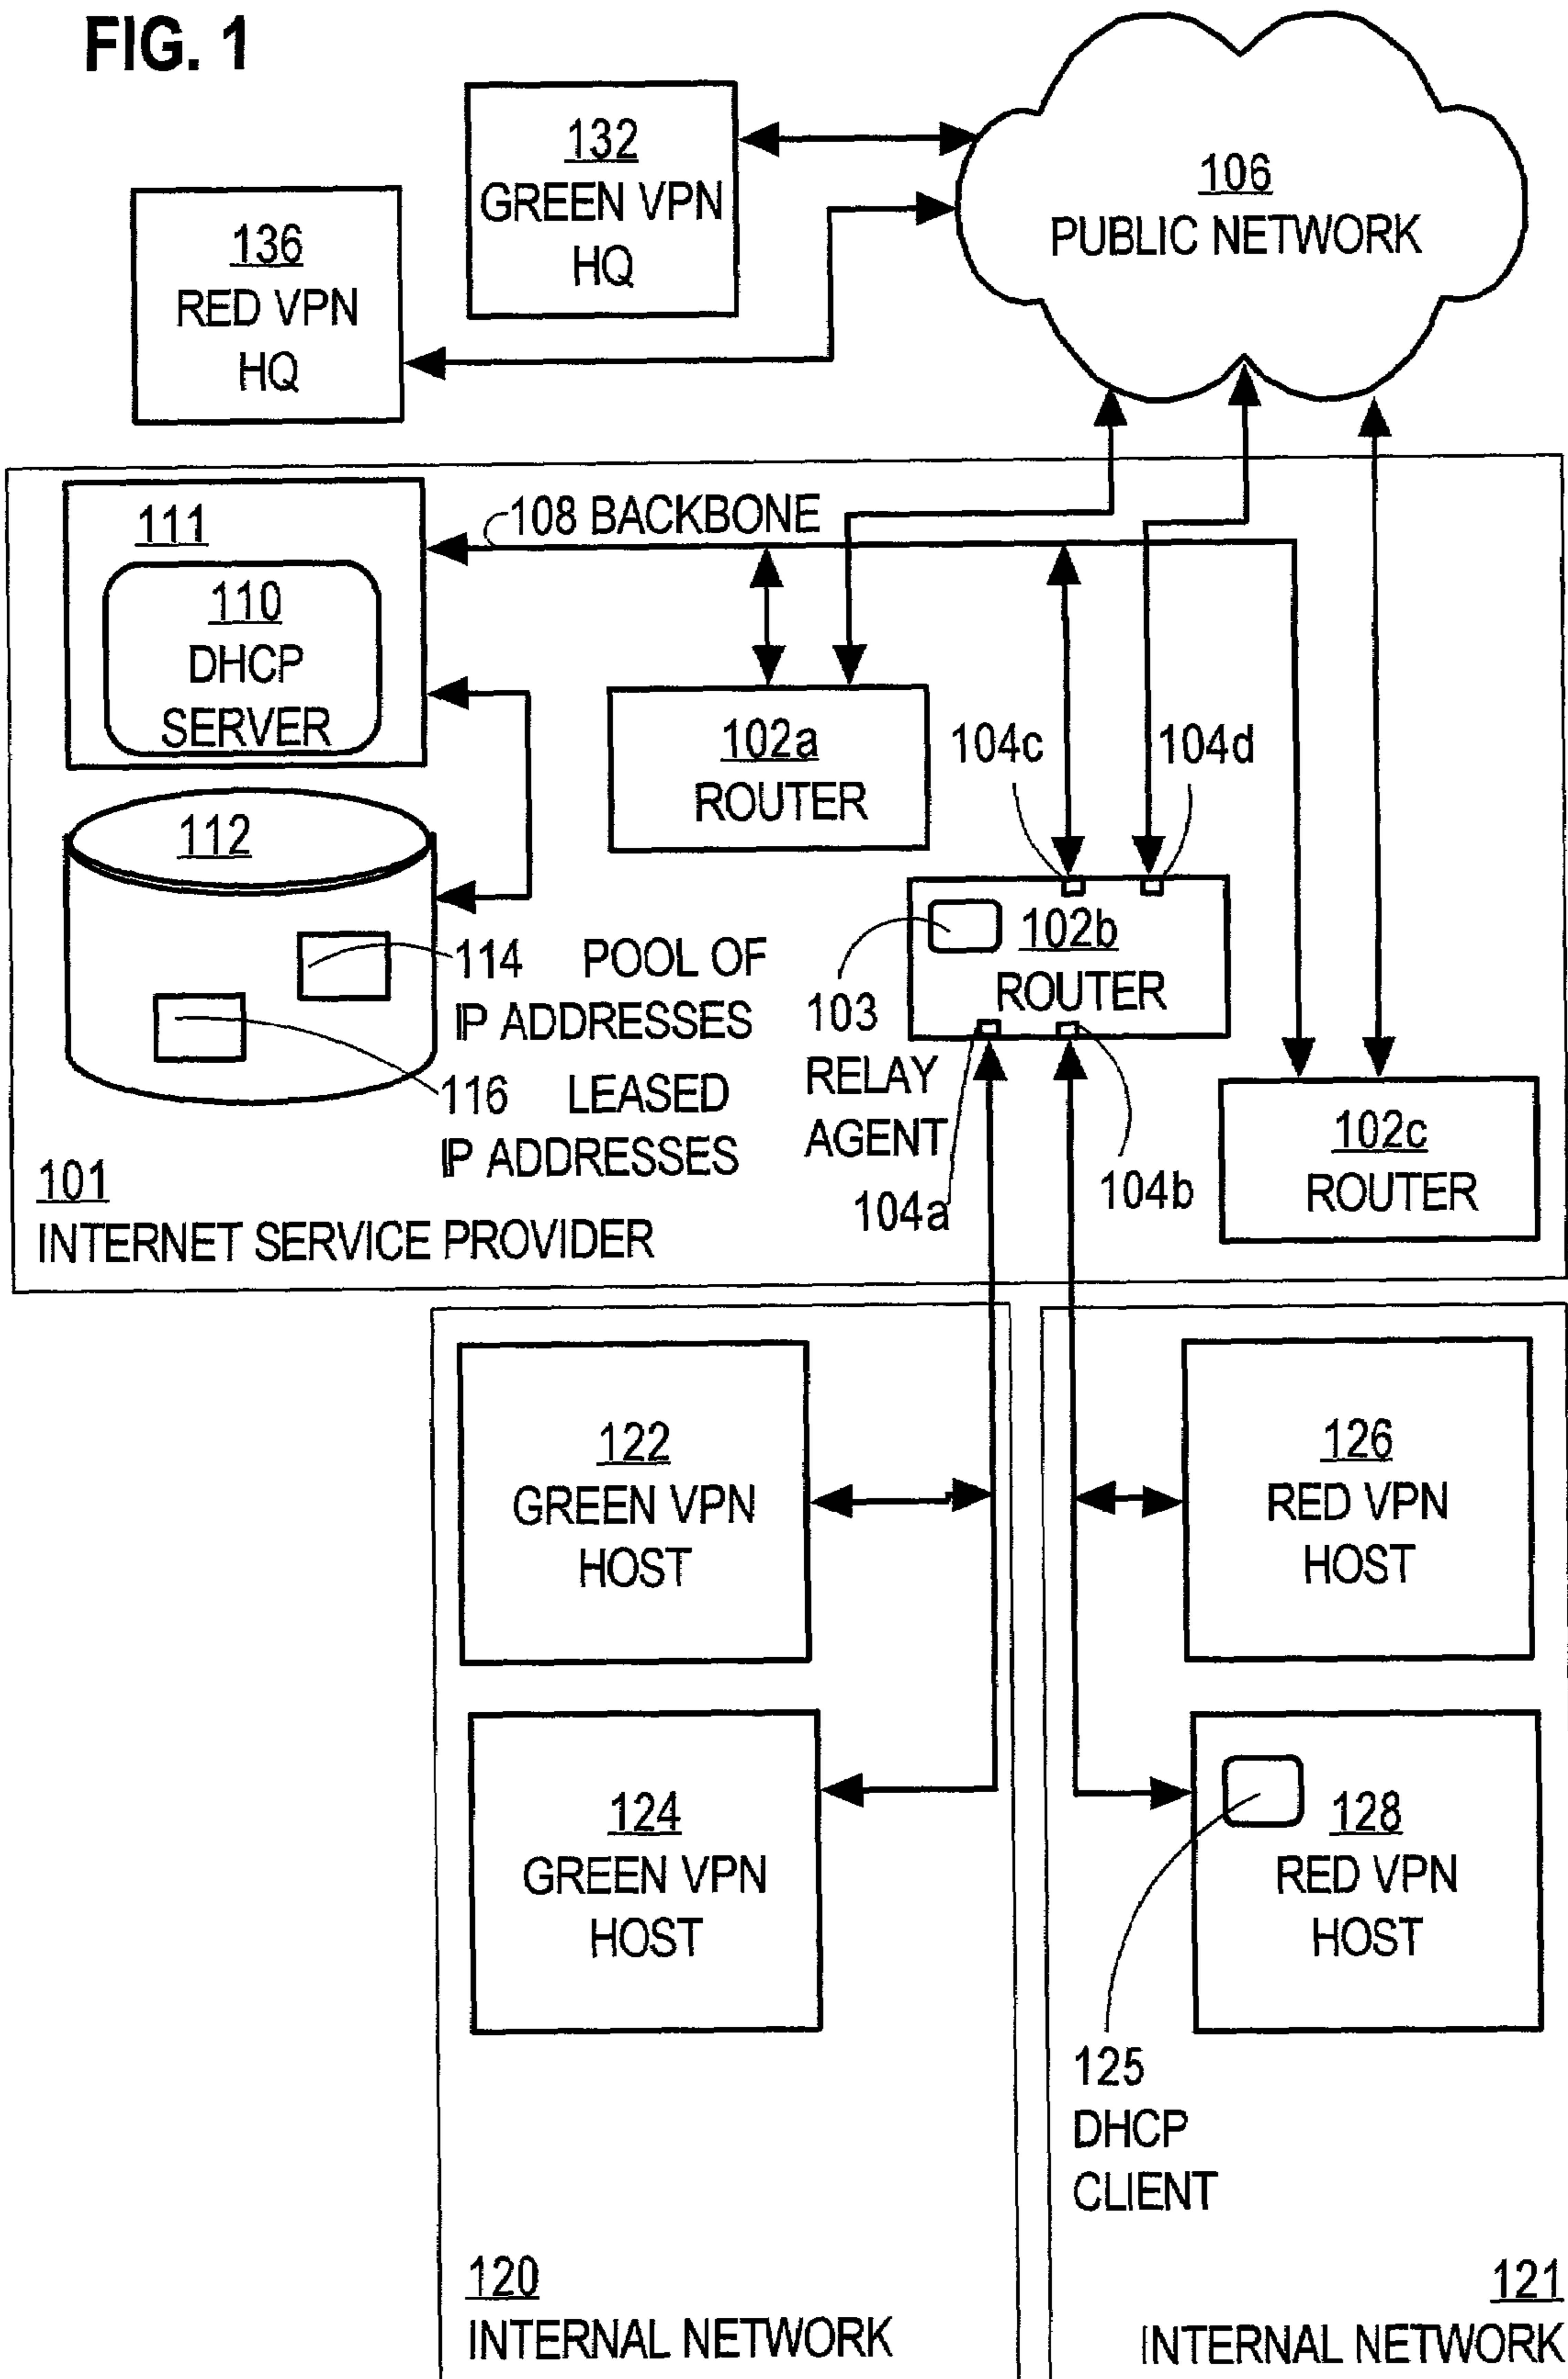 FIG. 1
132
GREEN VPN
HQ
106
PUBLIC NETWORK
136
RED VPN
HQ
108 BACKBONE
111
110
DHCP
SERVER
102a
ROUTER
104c
104d
112
102b
ROUTER
114 POOL OF
IP ADDRESSES
103
RELAY
AGENT
116 LEASED
IP ADDRESSES
102c
ROUTER
104a
104b
101
INTERNET SERVICE PROVIDER
122
GREEN VPN
HOST
126
RED VPN
HOST
124
GREEN VPN
HOST
128
RED VPN
HOST
125
DHCP
CLIENT
120
INTERNAL NETWORK
121
INTERNAL NETWORK